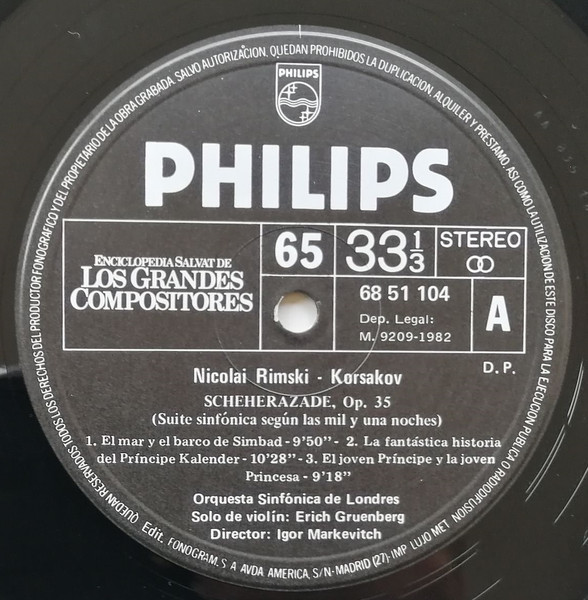 QUEDAN RESERVADOS TODOS LOS DERECHOS DEL PRODUCTOR FONOGRAFICO Y DEL PROPIETARIO DE LA OBRA GRABADA. SALVO AUTORIZACION, QUEDAN PROHIBIDOS LA DUPLICACION, ALQUILER Y PRESTAMO, ASI COMO LA UTILIZACION DE ESTE DISCO PARA LA EJECUCION PUBLICA O RADIODIFUSION
PHILIPS
PHILIPS
ENCICLOPEDIA SALVAT DE
LOS GRANDES
COMPOSITORES
65
33 1/3
STEREO
68 51 104
Dep. Legal:
M. 9209-1982
A
D. P.
Nicolai Rimski - Korsakov
SCHEHERAZADE, Op. 35
(Suite sinfónica según las mil y una noches)
1. El mar y el barco de Simbad - 9'50" - 2. La fantástica historia
del Príncipe Kalender - 10'28" - 3. El joven Príncipe y la joven
Princesa - 9'18"
Orquesta Sinfónica de Londres
Solo de violín: Erich Gruenberg
Director: Igor Markevitch
Edit. FONOGRAM, S A AVDA AMERICA, S/N-MADRID (27)-IMP LUJO MET